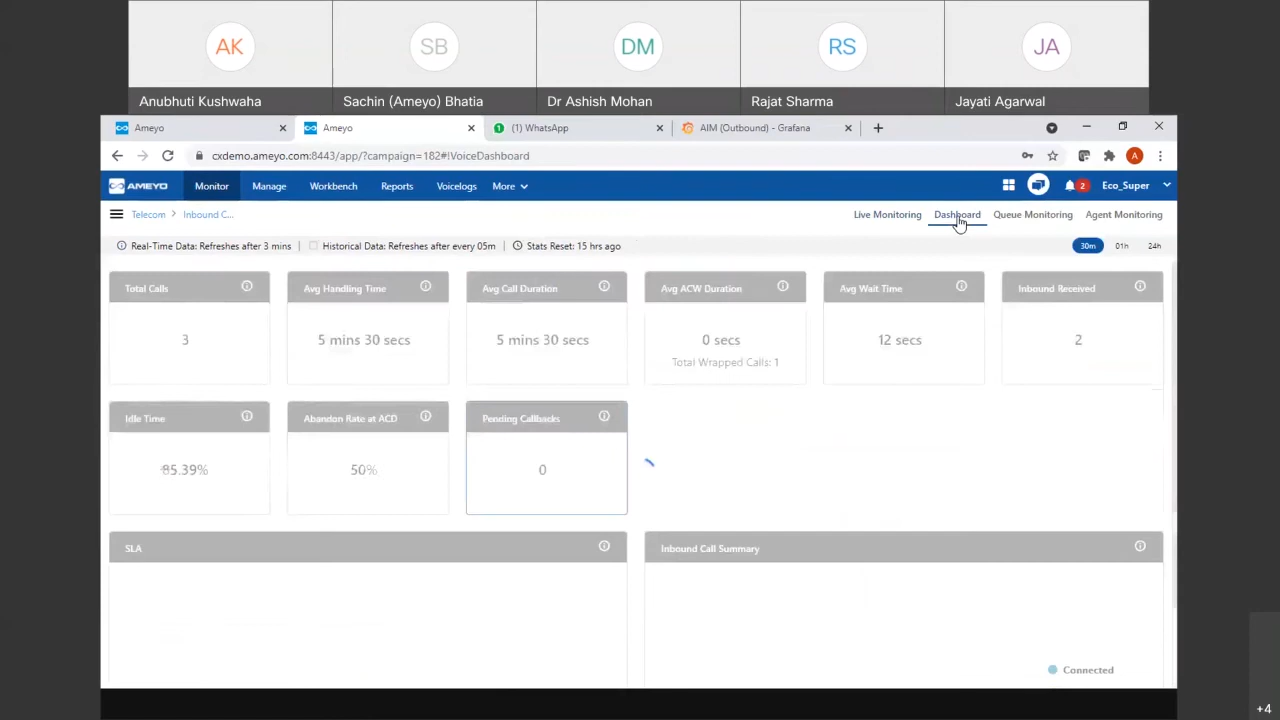 AK
SB
DM
RS
JA
Anubhuti Kushwaha
Sachin (Ameyo) Bhatia
Dr Ashish Mohan
Rajat Sharma
Jayati Agarwal
Ameyo
Ameyo
(1) WhatsApp
AIM (Outbound) - Grafana
cxdemo.ameyo.com:8443/app/?campaign=182#!VoiceDashboard
A
AMEYO
Monitor
Manage
Workbench
Reports
Voicelogs
More
2
Eco_Super
Telecom
Inbound C...
Live Monitoring
Dashboard
Queue Monitoring
Agent Monitoring
Real-Time Data: Refreshes after 3 mins
Historical Data: Refreshes after every 05m
Stats Reset: 15 hrs ago
30m
01h
24h
Total Calls
Avg Handling Time
Avg Call Duration
Avg ACW Duration
Avg Wait Time
Inbound Received
3
5 mins 30 secs
5 mins 30 secs
0 secs
12 secs
2
Total Wrapped Calls: 1
Idle Time
Abandon Rate at ACD
Pending Callbacks
85.39%
50%
0
SLA
Inbound Call Summary
Connected
+4